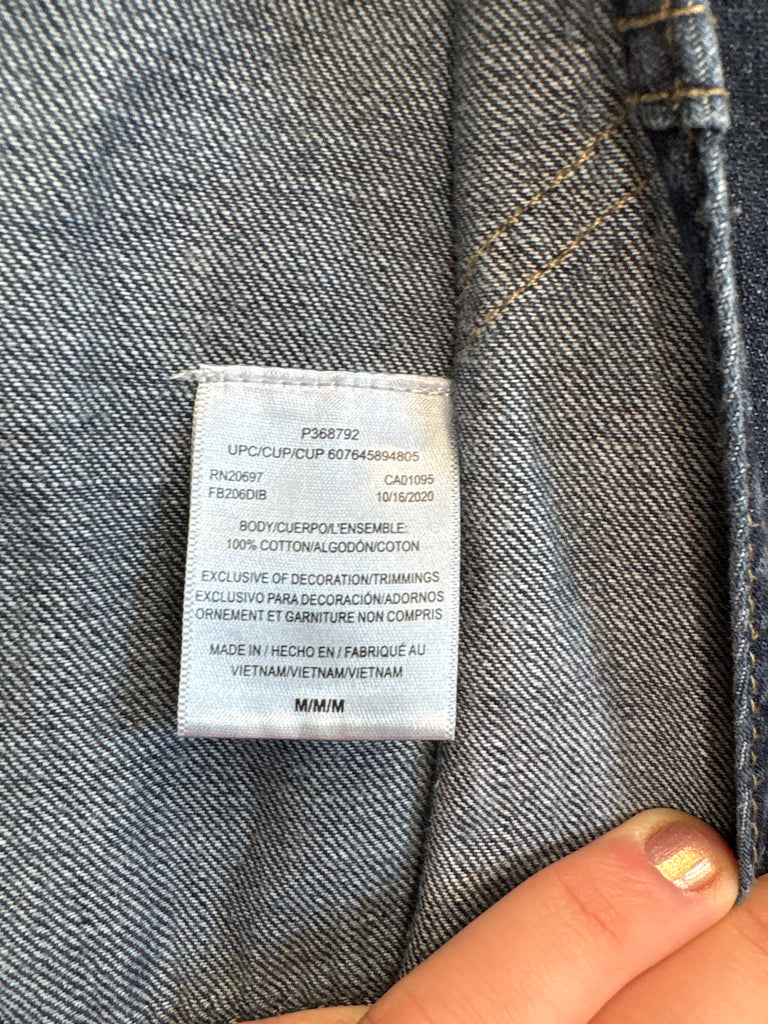 P368792
UPC/CUP/CUP 607645894805
RN20697 CA01095
FB206DIB 10/16/2020
BODY/CUERPO/L'ENSEMBLE:
100% COTTON/ALGODÓN/COTON
EXCLUSIVE OF DECORATION/TRIMMINGS
EXCLUSIVO PARA DECORACIÓN/ADORNOS
ORNEMENT ET GARNITURE NON COMPRIS
MADE IN / HECHO EN / FABRIQUÉ AU
VIETNAM/VIETNAM/VIETNAM
M/M/M